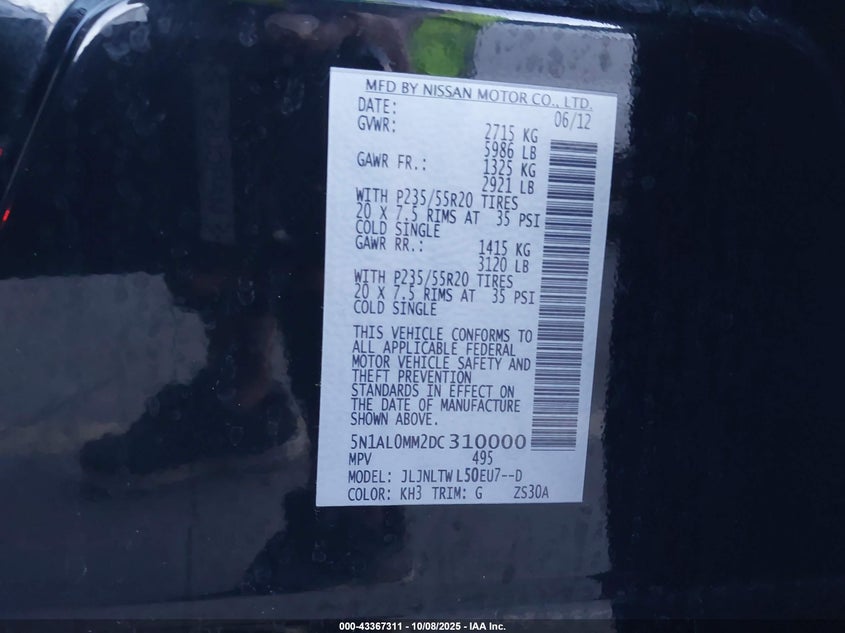 MFD BY NISSAN MOTOR CO., LTD.
DATE: 06/12
GVWR: 2715 KG
5986 LB
GAWR FR.: 1325 KG
2921 LB
WITH P235/55R20 TIRES
20 X 7.5 RIMS AT 35 PSI
COLD SINGLE
GAWR RR.: 1415 KG
3120 LB
WITH P235/55R20 TIRES
20 X 7.5 RIMS AT 35 PSI
COLD SINGLE
THIS VEHICLE CONFORMS TO
ALL APPLICABLE FEDERAL
MOTOR VEHICLE SAFETY AND
THEFT PREVENTION
STANDARDS IN EFFECT ON
THE DATE OF MANUFACTURE
SHOWN ABOVE.
5N1AL0MM2DC310000
MPV 495
MODEL: JLJNLTW L50EU7--D
COLOR: KH3 TRIM: G ZS30A
000-43367311 - 10/08/2025 - IAA Inc.